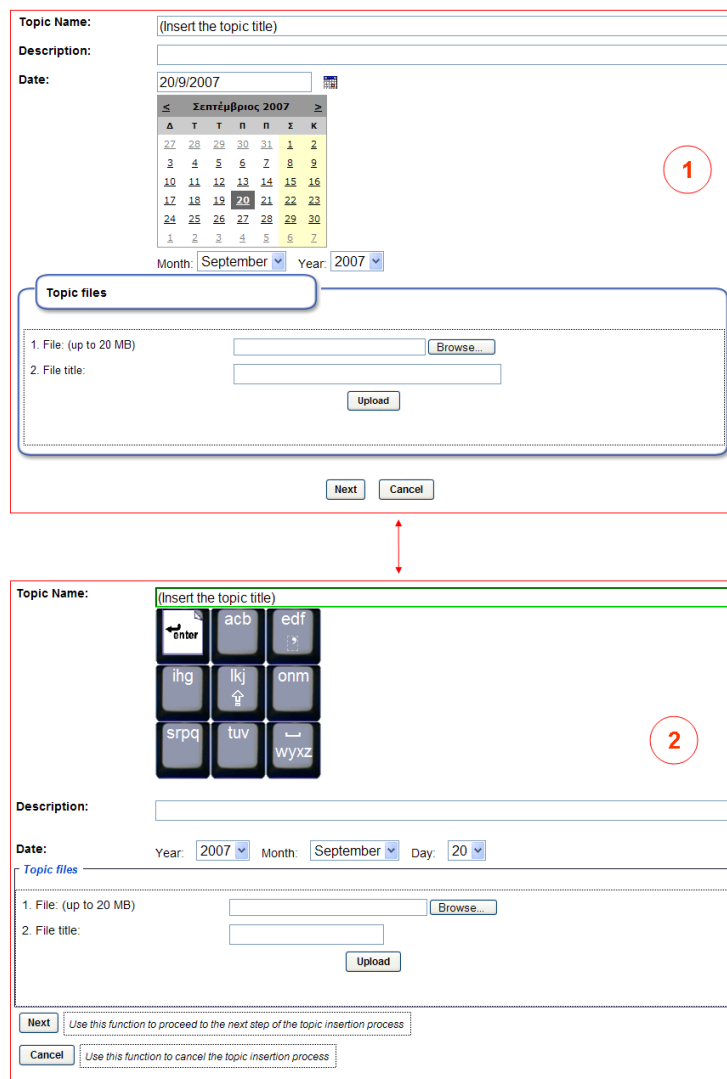 Topic Name: (Insert the topic title)
Description:
Date: 20/9/2007
< Σεπτέμβριος 2007 >
Δ Τ Τ Π Π Σ Κ
27 28 29 30 31 1 2
3 4 5 6 7 8 9
10 11 12 13 14 15 16
17 18 19 20 21 22 23
24 25 26 27 28 29 30
1 2 3 4 5 6 7
Month: September Year: 2007
1
Topic files
1. File: (up to 20 MB) Browse...
2. File title:
Upload
Next Cancel
Topic Name: (Insert the topic title)
enter acb edf
,
ihg lkj onm
srpq tuv wyxz
2
Description:
Date: Year: 2007 Month: September Day: 20
Topic files
1. File: (up to 20 MB) Browse...
2. File title:
Upload
Next Use this function to proceed to the next step of the topic insertion process
Cancel Use this function to cancel the topic insertion process